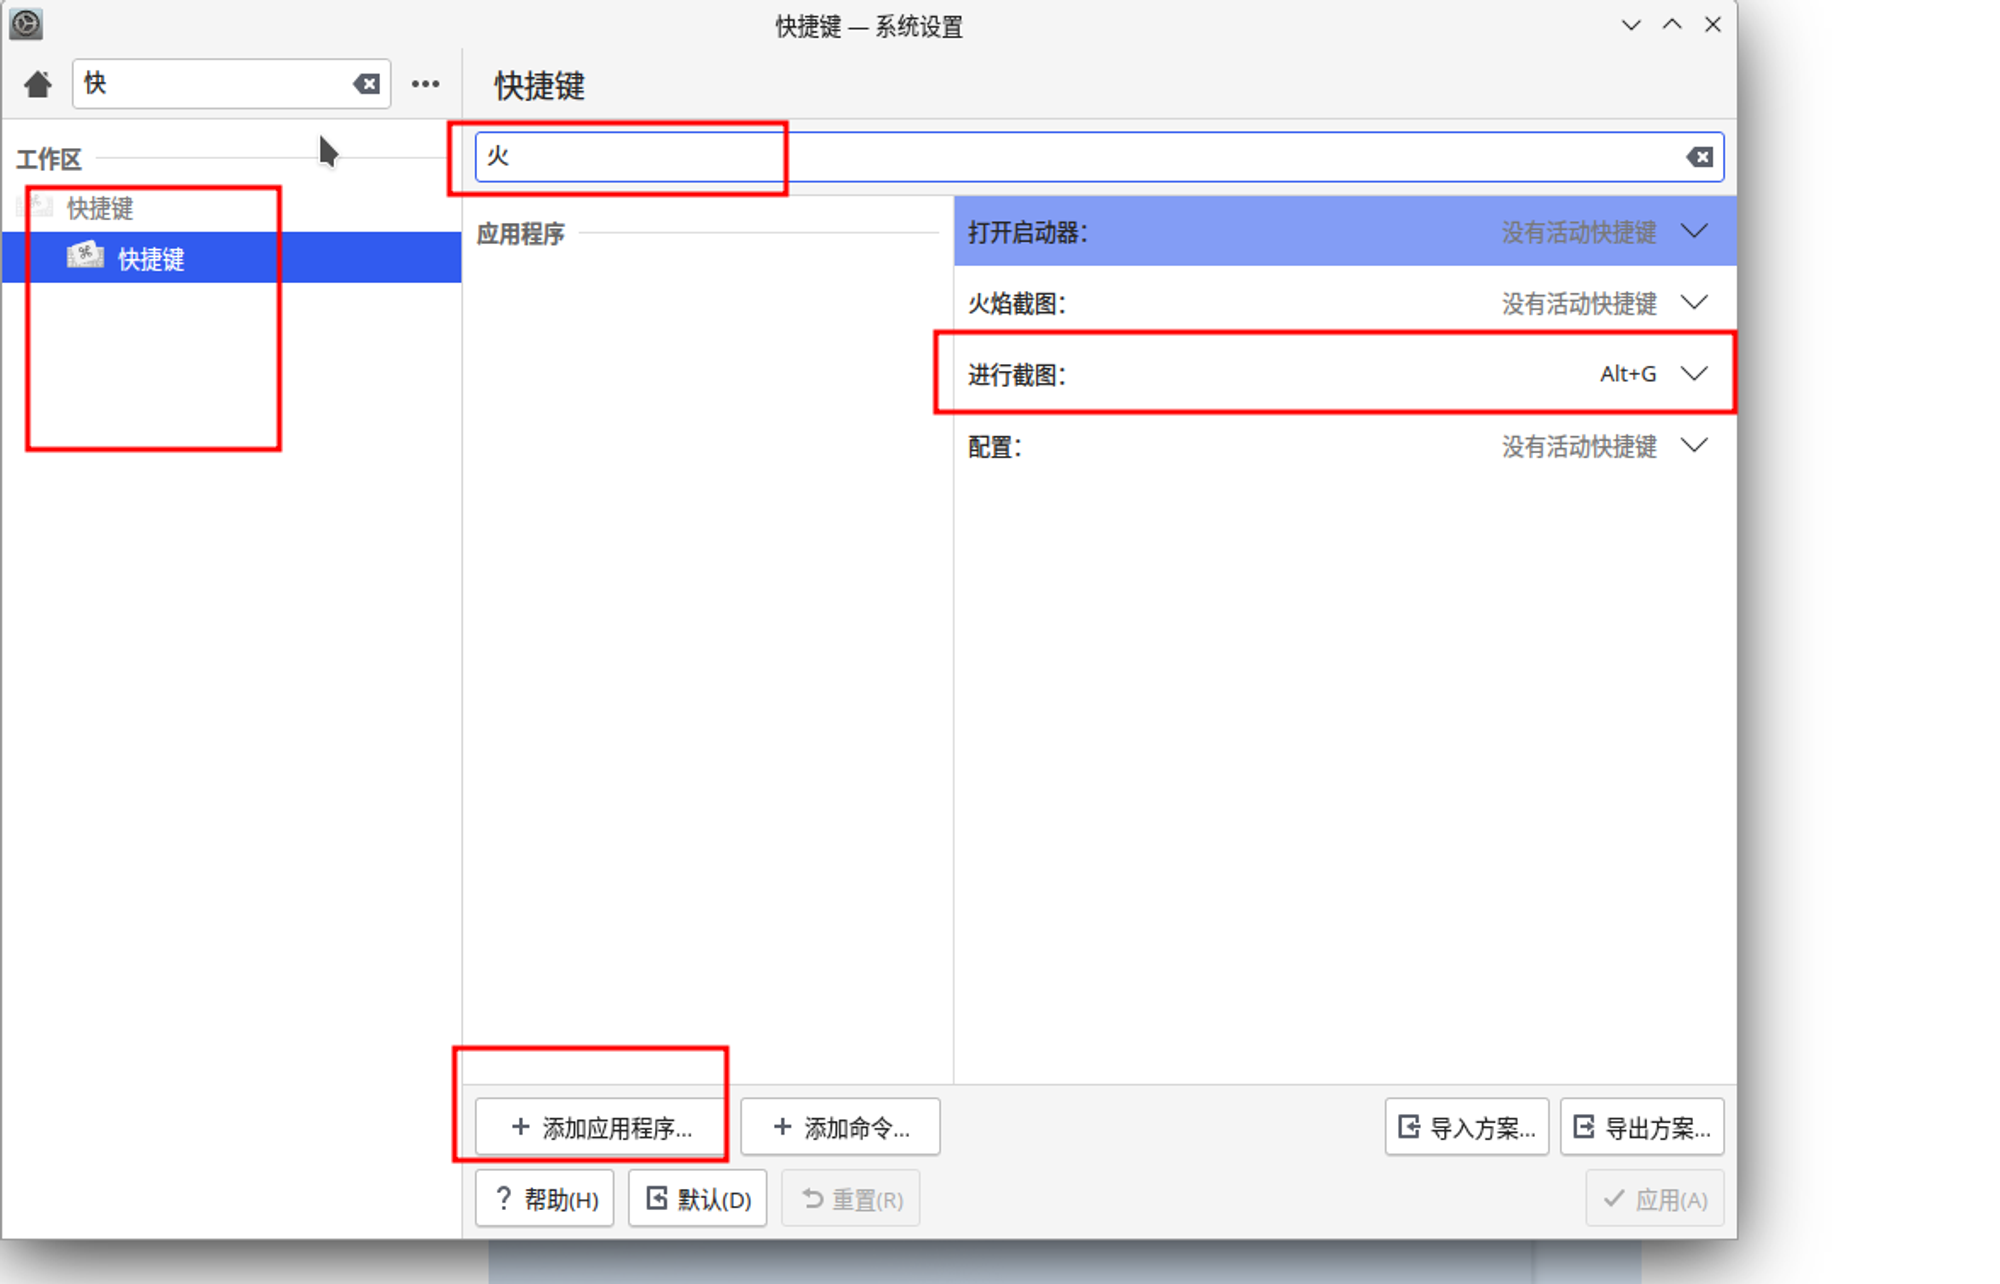 快捷键 — 系统设置
快
快捷键
火
工作区
快捷键
快捷键
应用程序
打开启动器： 没有活动快捷键
火焰截图： 没有活动快捷键
进行截图： Alt+G
配置： 没有活动快捷键
添加应用程序...
添加命令...
导入方案...
导出方案...
帮助(H)
默认(D)
重置(R)
应用(A)